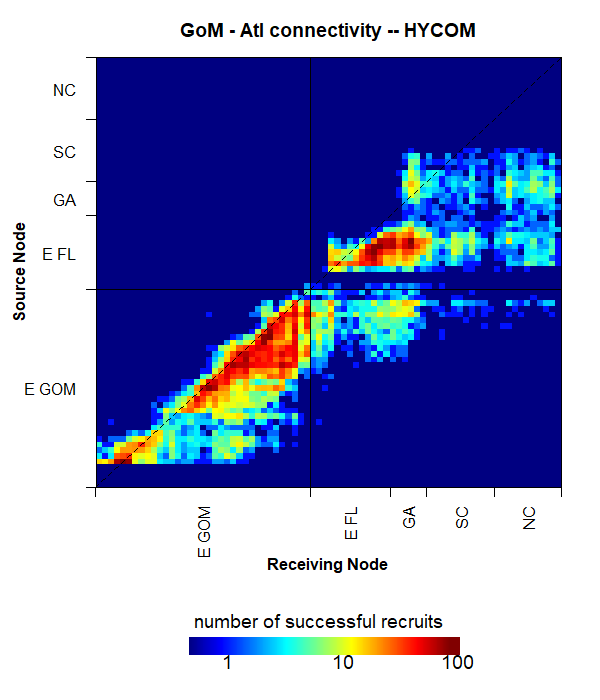 GoM - Atl connectivity -- HYCOM
NC
SC
GA
E FL
E GOM
Source Node
E GOM
E FL
GA
SC
NC
Receiving Node
number of successful recruits
1 10 100